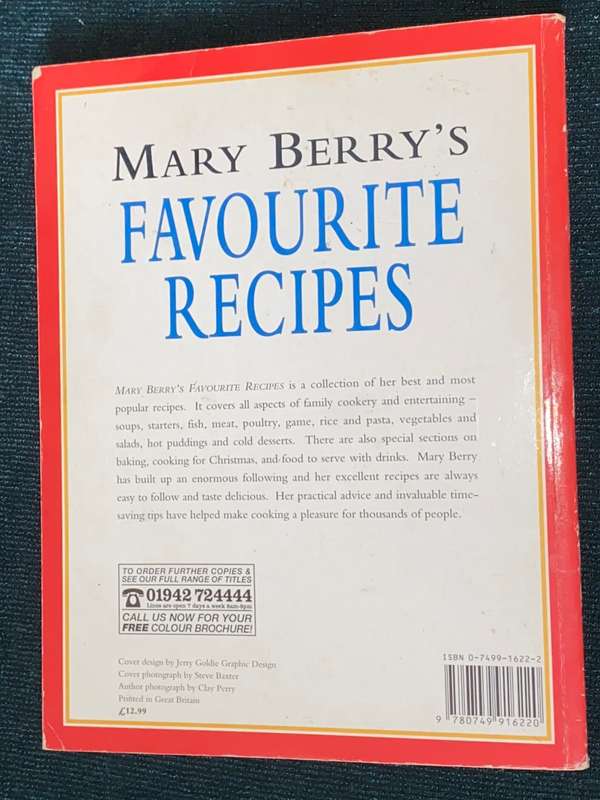 MARY BERRY'S
FAVOURITE
RECIPES
MARY BERRY'S FAVOURITE RECIPES is a collection of her best and most
popular recipes. It covers all aspects of family cookery and entertaining –
soups, starters, fish, meat, poultry, game, rice and pasta, vegetables and
salads, hot puddings and cold desserts. There are also special sections on
baking, cooking for Christmas, and food to serve with drinks. Mary Berry
has built up an enormous following and her excellent recipes are always
easy to follow and taste delicious. Her practical advice and invaluable time-
saving tips have helped make cooking a pleasure for thousands of people.
TO ORDER FURTHER COPIES &
SEE OUR FULL RANGE OF TITLES
☎ 01942 724444
Lines are open 7 days a week 8am-9pm
CALL US NOW FOR YOUR
FREE COLOUR BROCHURE!
Cover design by Jerry Goldie Graphic Design
Cover photograph by Steve Baxter
Author photograph by Clay Perry
Printed in Great Britain
£12.99
ISBN 0-7499-1622-2
9 780749 916220